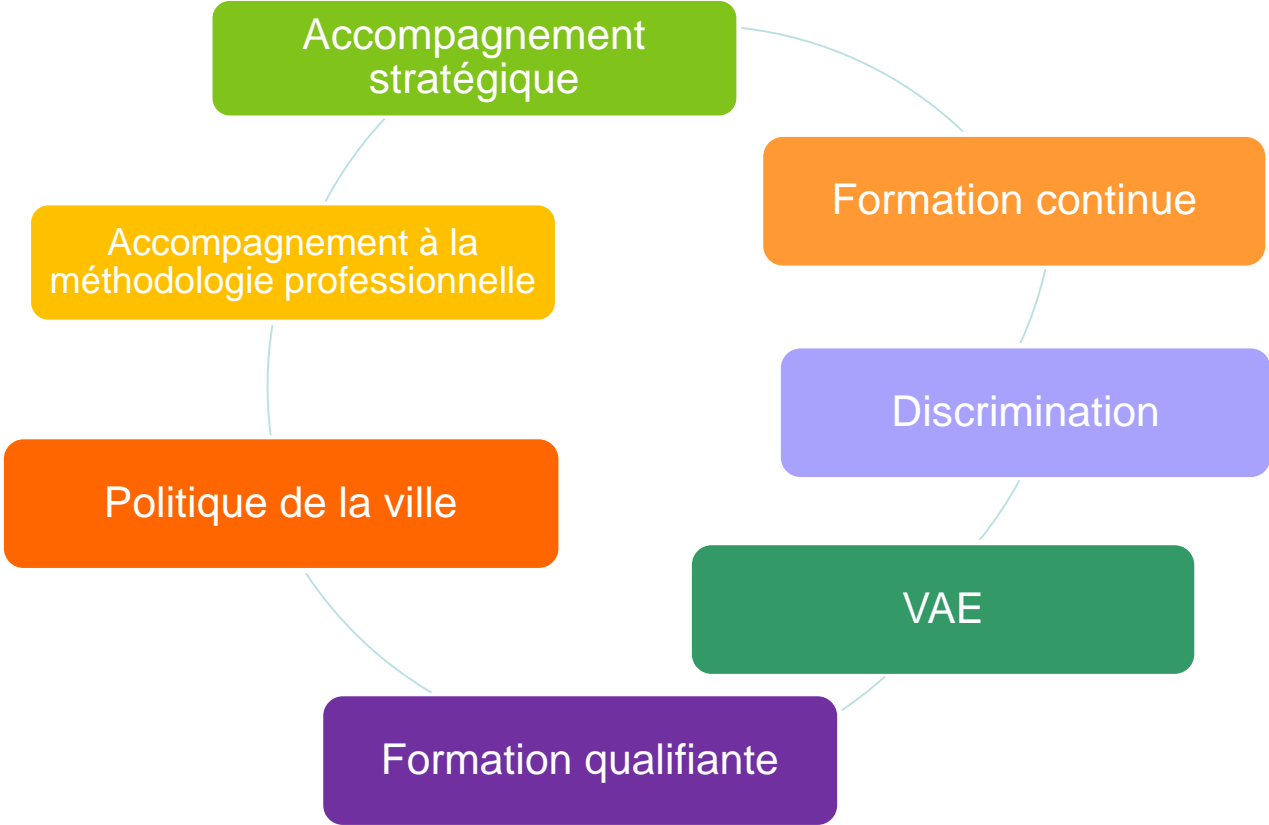 Accompagnement
stratégique
Formation continue
Discrimination
VAE
Formation qualifiante
Politique de la ville
Accompagnement à la
méthodologie professionnelle